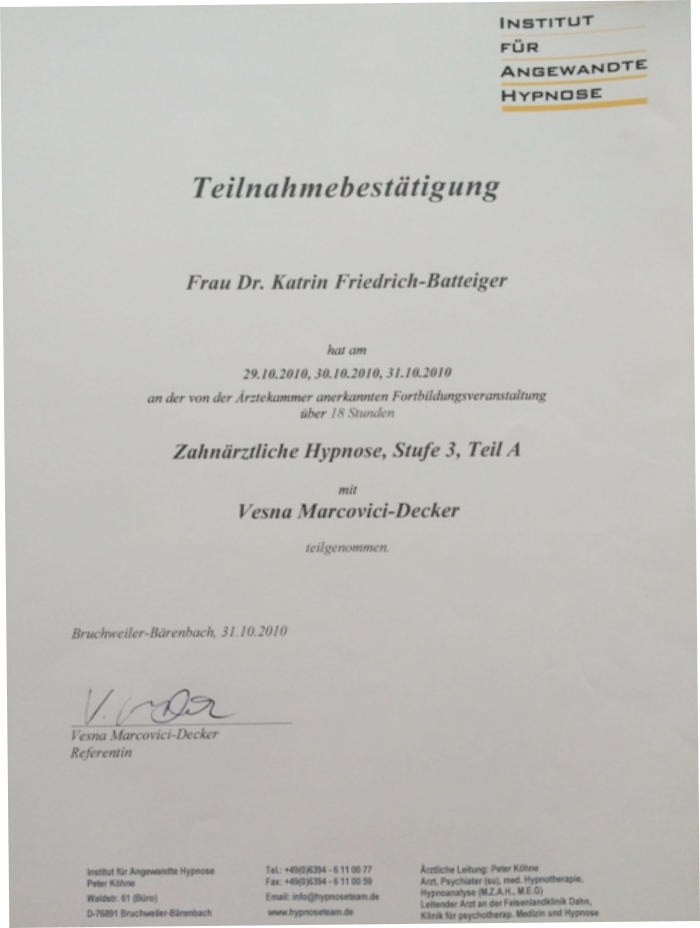 INSTITUT
FÜR
ANGEWANDTE
HYPNOSE
Teilnahmebestätigung
Frau Dr. Katrin Friedrich-Batteiger
hat am
29.10.2010, 30.10.2010, 31.10.2010
an der von der Ärztekammer anerkannten Fortbildungsveranstaltung
über 18 Stunden
Zahnärztliche Hypnose, Stufe 3, Teil A
mit
Vesna Marcovici-Decker
teilgenommen.
Bruchweiler-Bärenbach, 31.10.2010
Vesna Marcovici-Decker
Referentin
Institut für Angewandte Hypnose
Peter Köhne
Waldstr. 61 (Büro)
D-76891 Bruchweiler-Bärenbach
Tel.: +49(0)6394 - 6 11 00 77
Fax: +49(0)6394 - 6 11 00 59
Email: info@hypnoseteam.de
www.hypnoseteam.de
Ärztliche Leitung: Peter Köhne
Arzt, Psychiater (su), med. Hypnotherapie,
Hypnoanalyse (M.Z.A.H., M.E.G)
Leitender Arzt an der Felsenlandklinik Dahn,
Klinik für psychotherap. Medizin und Hypnose